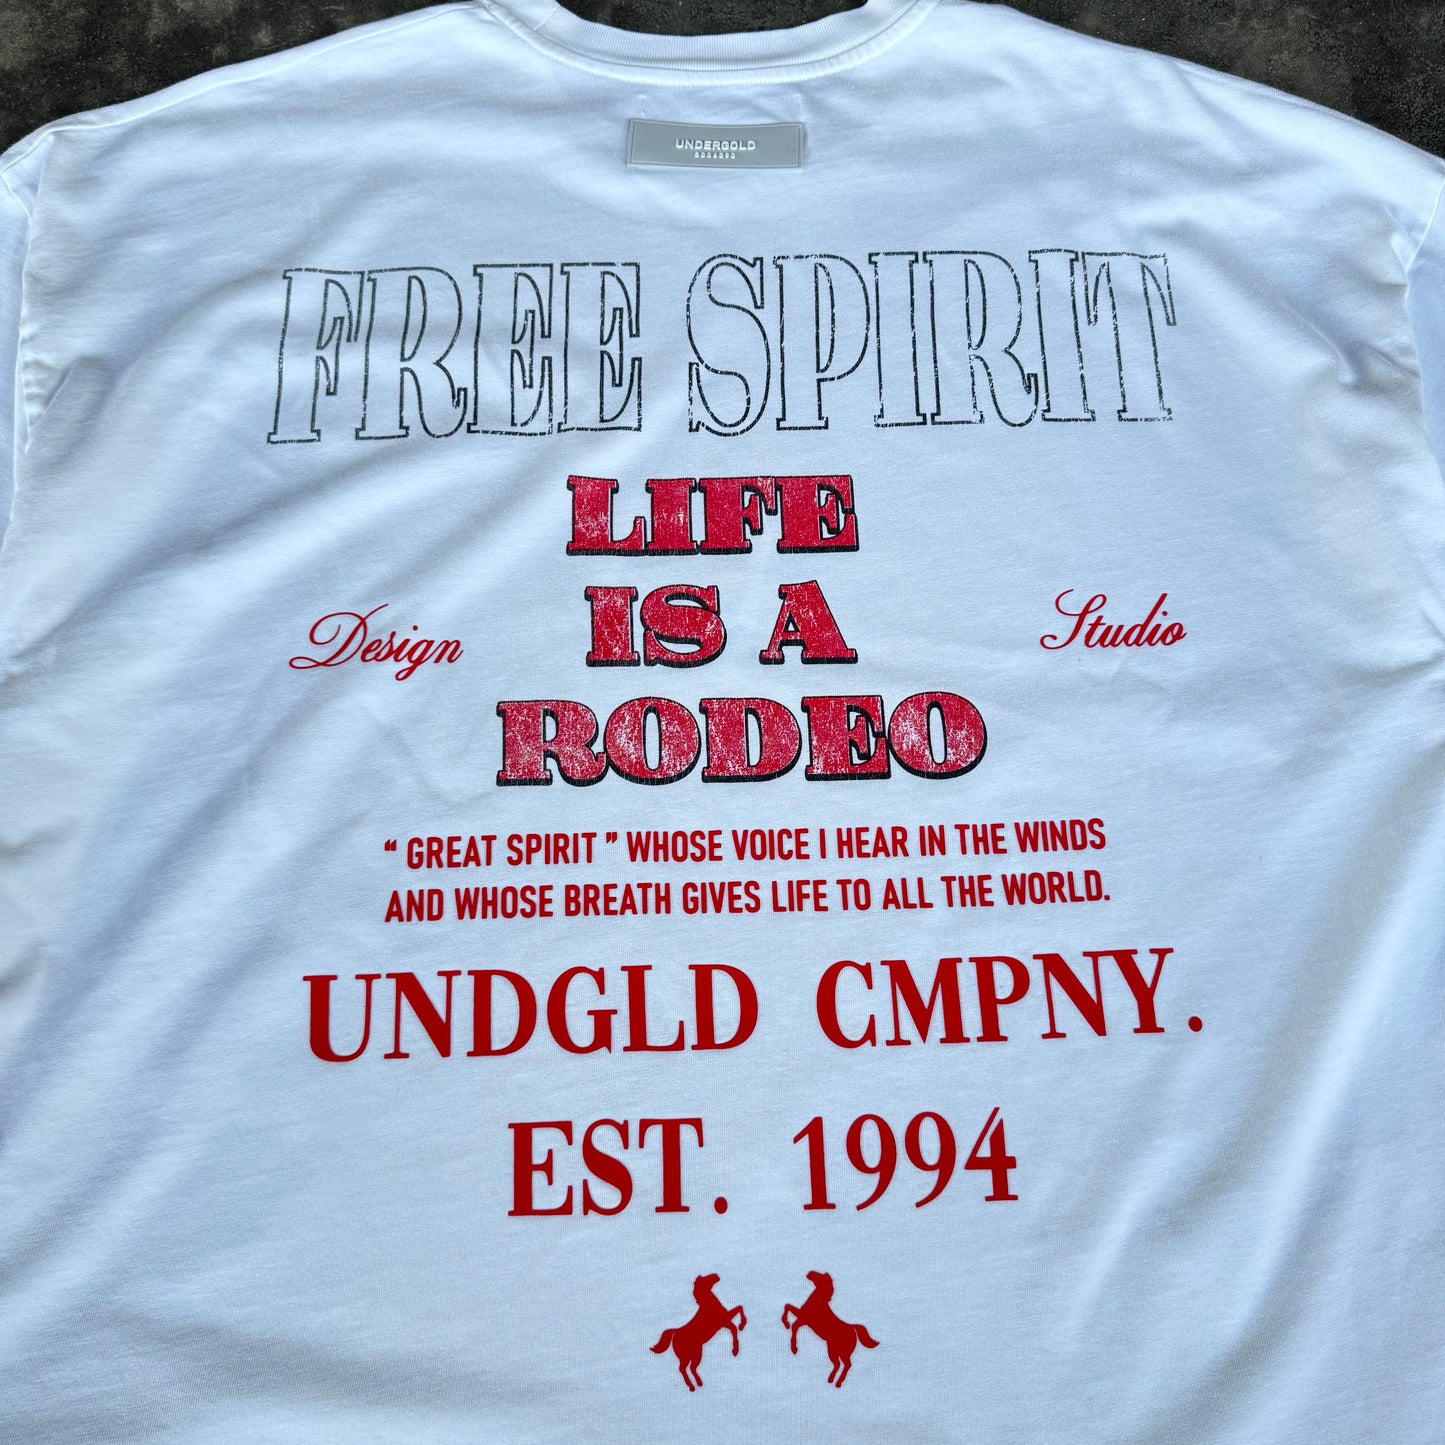 UNDERGOLD
2006090
FREE SPIRIT
LIFE
IS A
Design
Studio
RODEO
“ GREAT SPIRIT ” WHOSE VOICE I HEAR IN THE WINDS
AND WHOSE BREATH GIVES LIFE TO ALL THE WORLD.
UNDGLD CMPNY.
EST. 1994